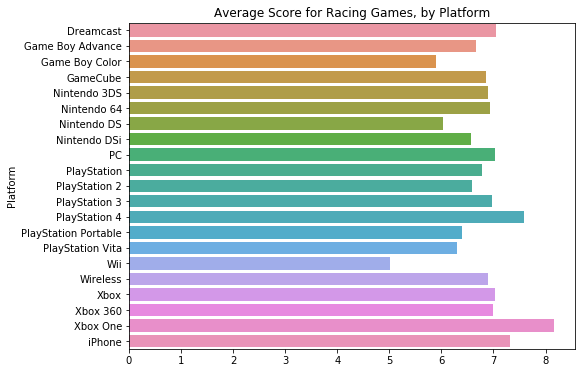 Average Score for Racing Games, by Platform
Platform
Dreamcast
Game Boy Advance
Game Boy Color
GameCube
Nintendo 3DS
Nintendo 64
Nintendo DS
Nintendo DSi
PC
PlayStation
PlayStation 2
PlayStation 3
PlayStation 4
PlayStation Portable
PlayStation Vita
Wii
Wireless
Xbox
Xbox 360
Xbox One
iPhone
0 1 2 3 4 5 6 7 8